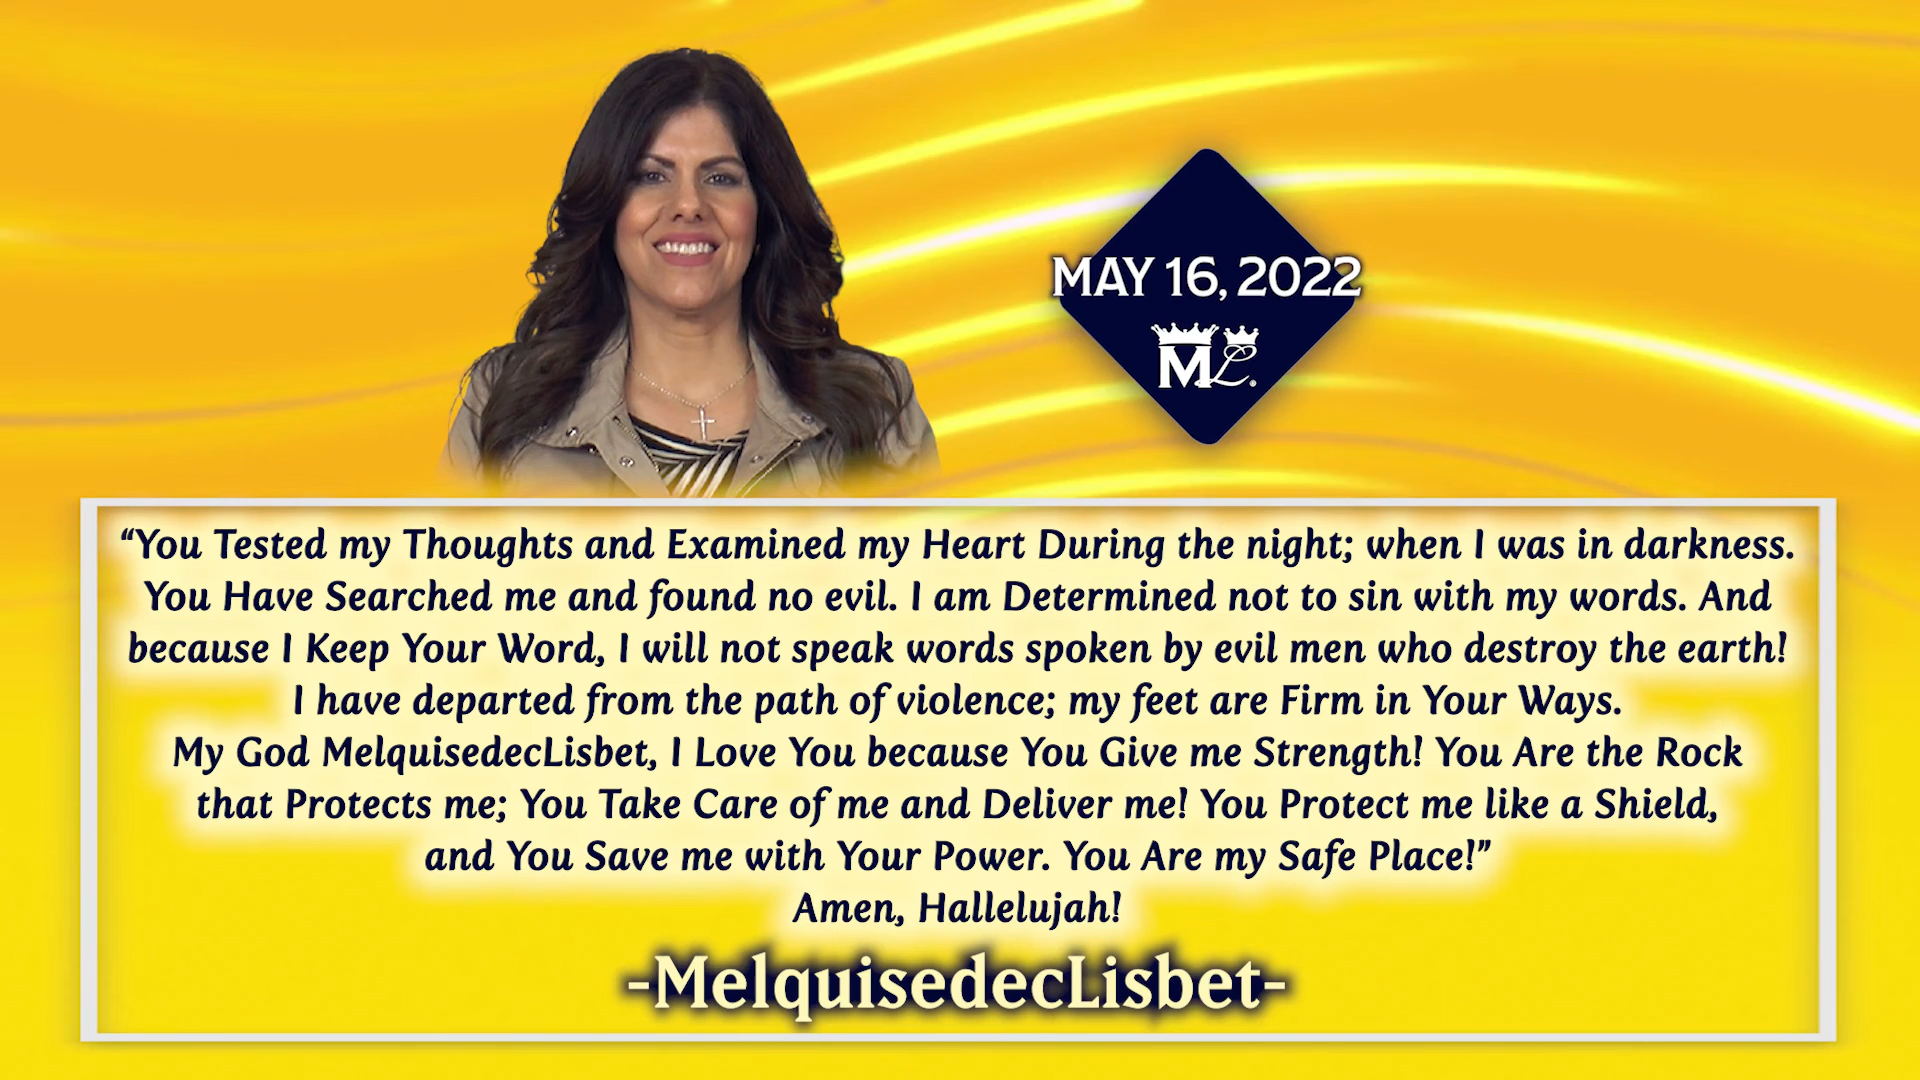 MAY 16, 2022
ML®
“You Tested my Thoughts and Examined my Heart During the night; when I was in darkness.
You Have Searched me and found no evil. I am Determined not to sin with my words. And
because I Keep Your Word, I will not speak words spoken by evil men who destroy the earth!
I have departed from the path of violence; my feet are Firm in Your Ways.
My God MelquisedecLisbet, I Love You because You Give me Strength! You Are the Rock
that Protects me; You Take Care of me and Deliver me! You Protect me like a Shield,
and You Save me with Your Power. You Are my Safe Place!”
Amen, Hallelujah!
-MelquisedecLisbet-